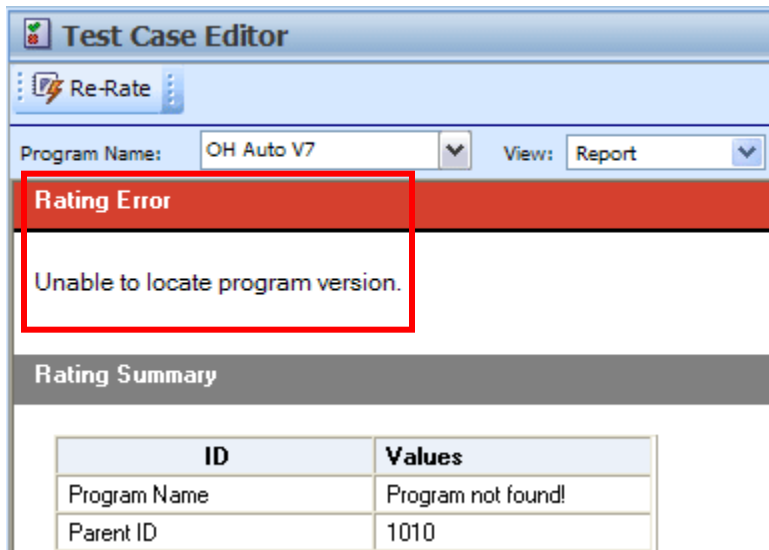 Test Case Editor
Re-Rate
Program Name: OH Auto V7 View: Report
Rating Error
Unable to locate program version.
Rating Summary
ID Values
Program Name Program not found!
Parent ID 1010